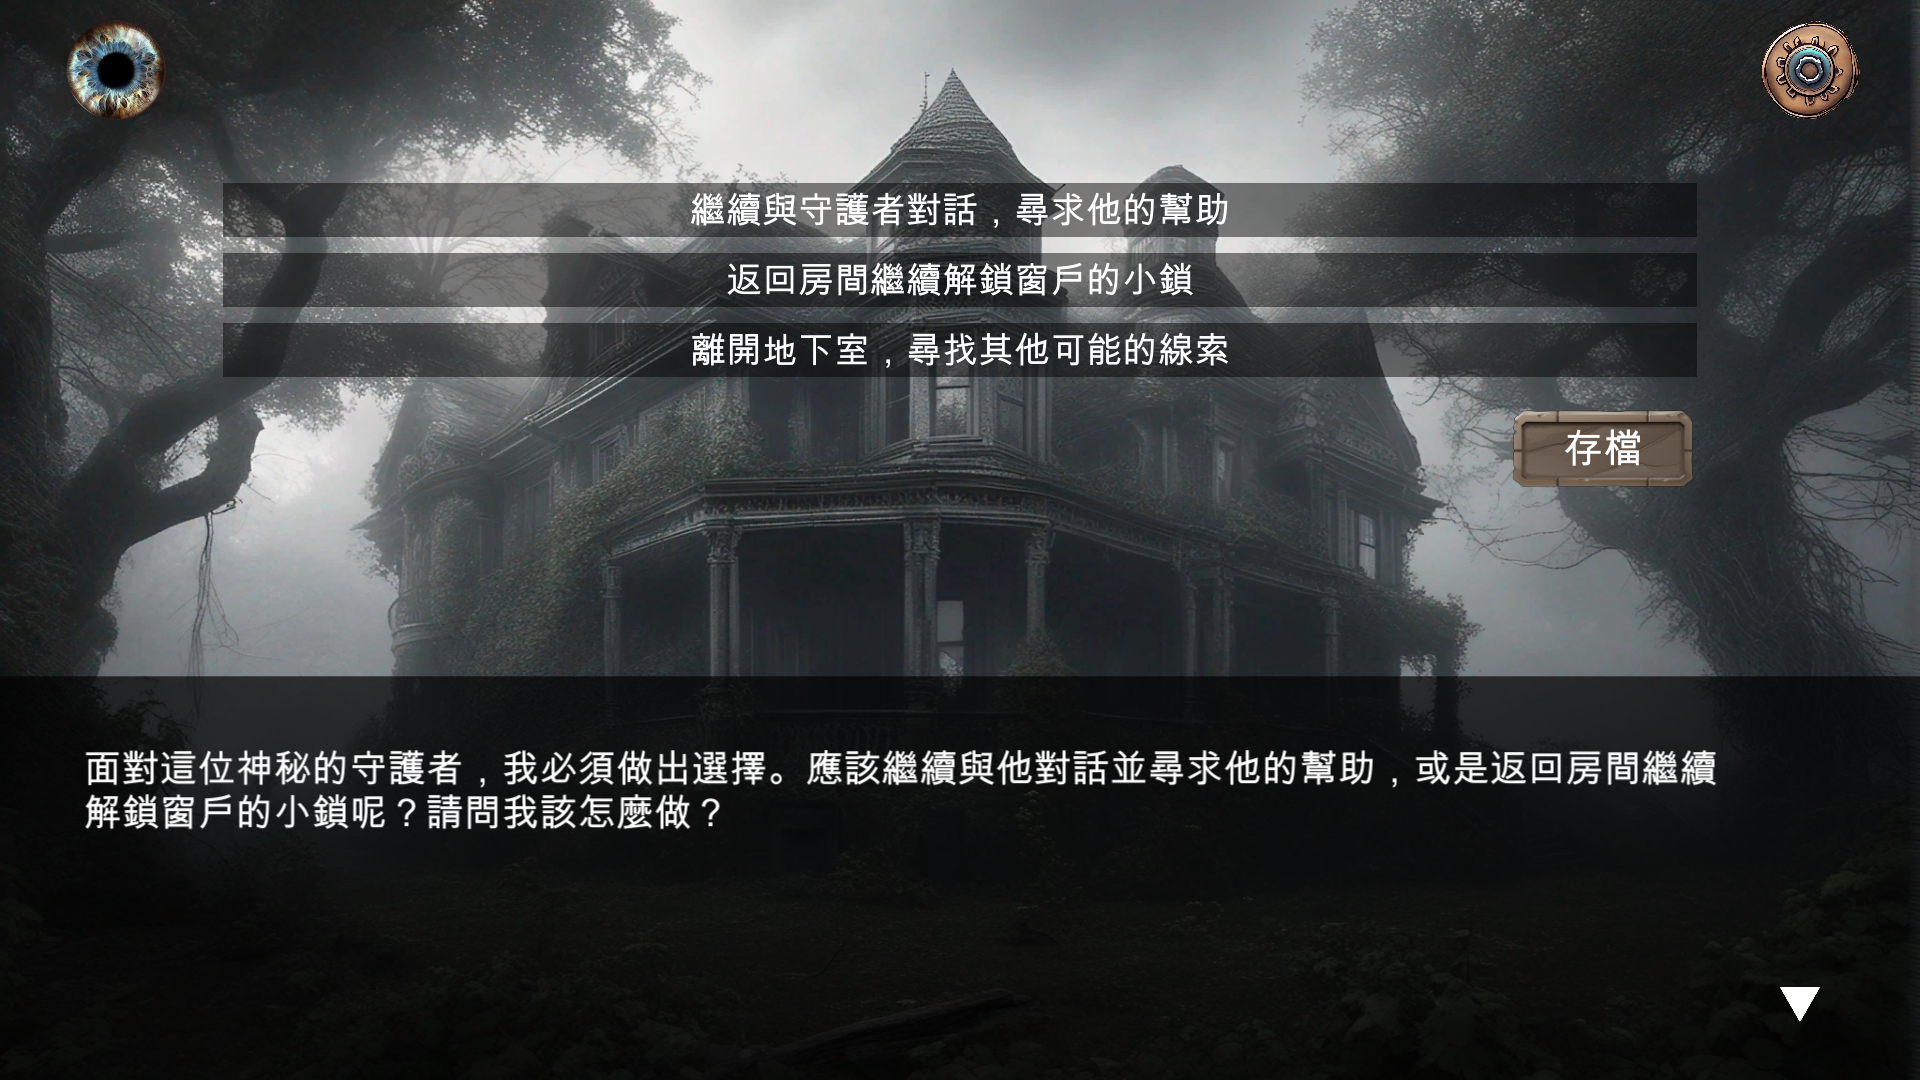 繼續與守護者對話，尋求他的幫助
返回房間繼續解鎖窗戶的小鎖
離開地下室，尋找其他可能的線索
存檔
面對這位神秘的守護者，我必須做出選擇。應該繼續與他對話並尋求他的幫助，或是返回房間繼續
解鎖窗戶的小鎖呢？請問我該怎麼做？